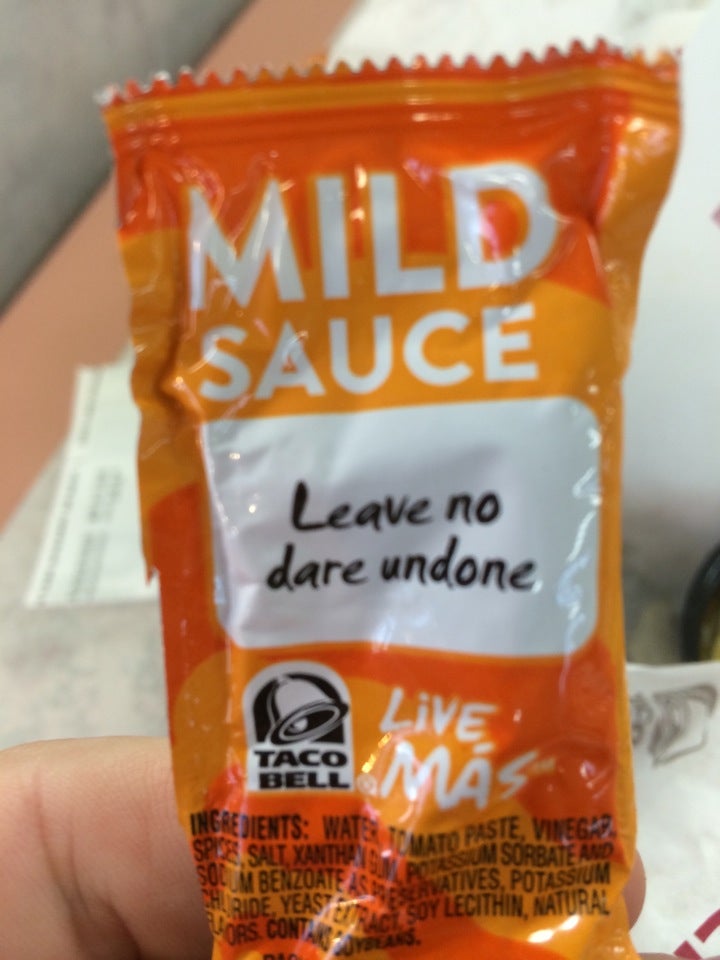 MILD
SAUCE
Leave no
dare undone
TACO
BELL®
LiVE
MÁS™
INGREDIENTS: WATER, TOMATO PASTE, VINEGAR,
SPICES, SALT, XANTHAN GUM, POTASSIUM SORBATE AND
SODIUM BENZOATE AS PRESERVATIVES, POTASSIUM
CHLORIDE, YEAST EXTRACT, SOY LECITHIN, NATURAL
FLAVORS. CONTAINS SOYBEANS.